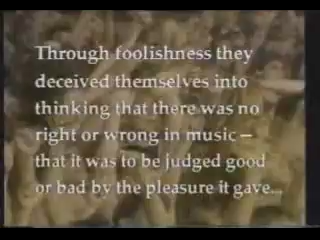 Through foolishness they
deceived themselves into
thinking that there was no
right or wrong in music—
that it was to be judged good
or bad by the pleasure it gave...